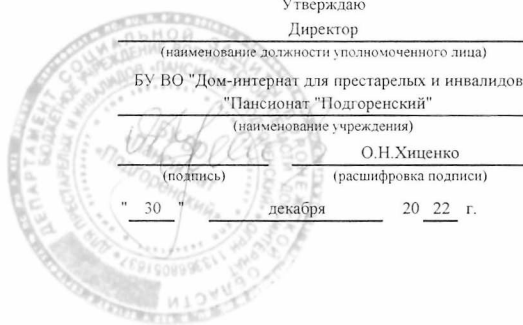 Утверждаю
Директор
(наименование должности уполномоченного лица)
БУ ВО "Дом-интернат для престарелых и инвалидов
"Пансионат "Подгоренский"
(наименование учреждения)
О.Н.Хиценко
(подпись) (расшифровка подписи)
" 30 " декабря 20 22 г.